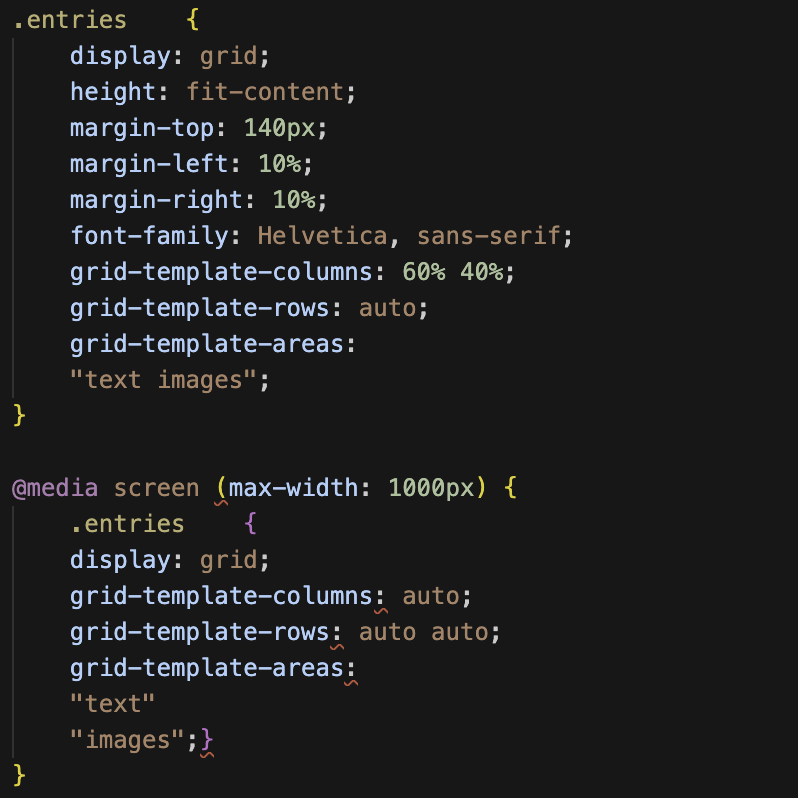 .entries    {
    display: grid;
    height: fit-content;
    margin-top: 140px;
    margin-left: 10%;
    margin-right: 10%;
    font-family: Helvetica, sans-serif;
    grid-template-columns: 60% 40%;
    grid-template-rows: auto;
    grid-template-areas:
    "text images";
}

@media screen (max-width: 1000px) {
    .entries    {
    display: grid;
    grid-template-columns: auto;
    grid-template-rows: auto auto;
    grid-template-areas:
    "text"
    "images";}
}